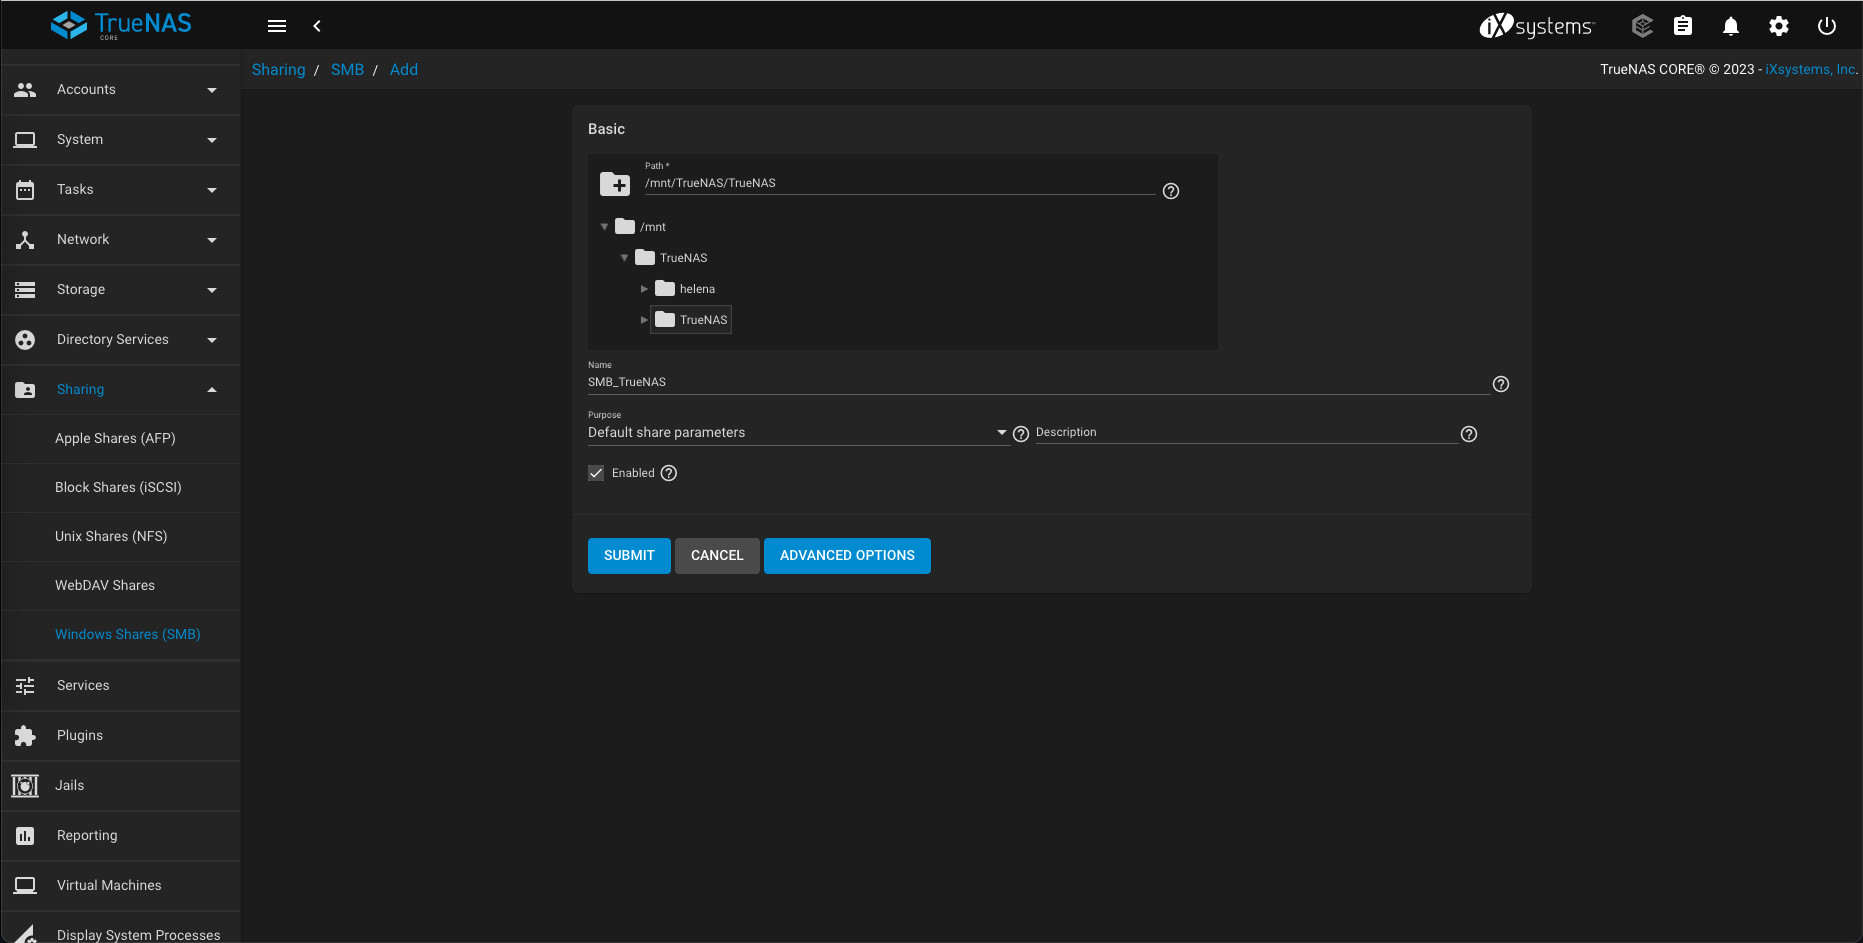 TrueNAS
CORE
iXsystems
Sharing / SMB / Add
TrueNAS CORE® © 2023 - iXsystems, Inc.
Accounts
System
Tasks
Network
Storage
Directory Services
Sharing
Apple Shares (AFP)
Block Shares (iSCSI)
Unix Shares (NFS)
WebDAV Shares
Windows Shares (SMB)
Services
Plugins
Jails
Reporting
Virtual Machines
Display System Processes
Basic
Path *
/mnt/TrueNAS/TrueNAS
/mnt
TrueNAS
helena
TrueNAS
Name
SMB_TrueNAS
Purpose
Default share parameters
Description
Enabled
SUBMIT CANCEL ADVANCED OPTIONS